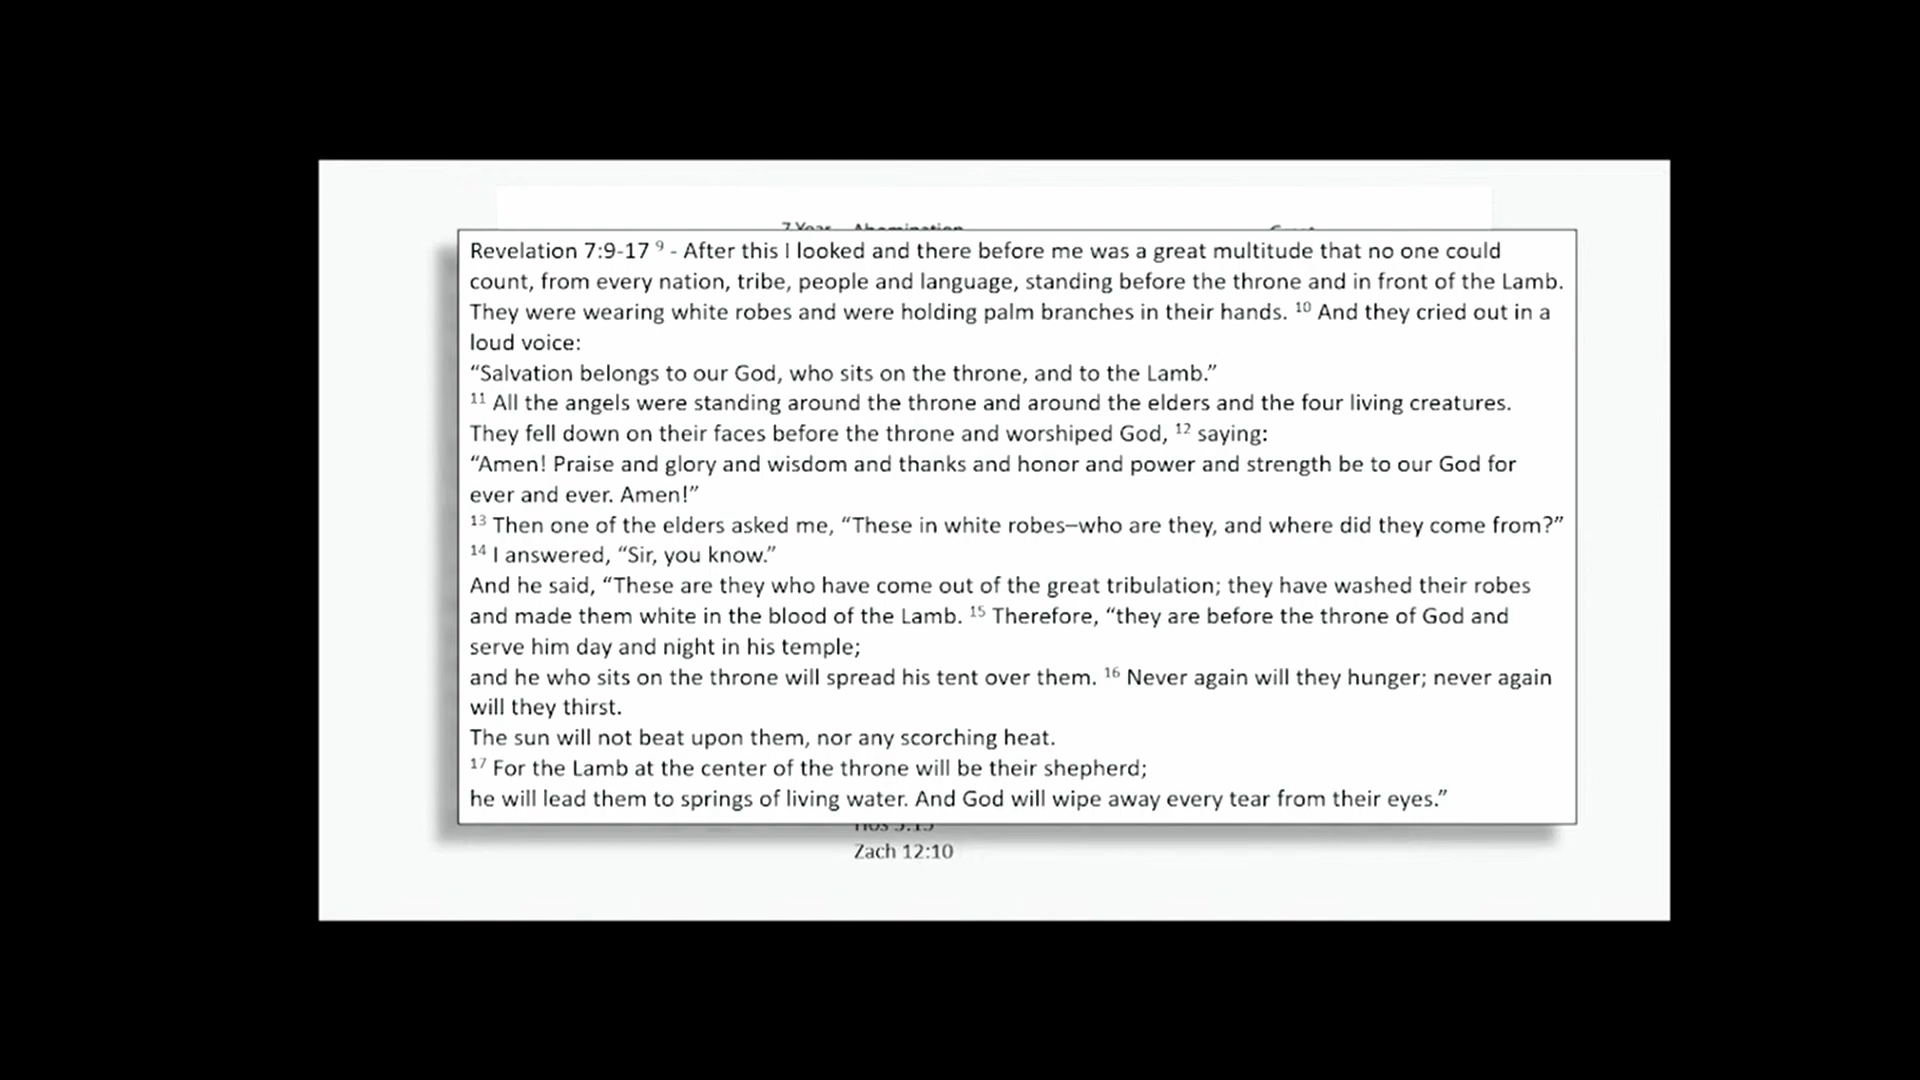 7 Year Abomination
Revelation 7:9-17 ⁹ - After this I looked and there before me was a great multitude that no one could
count, from every nation, tribe, people and language, standing before the throne and in front of the Lamb.
They were wearing white robes and were holding palm branches in their hands. ¹⁰ And they cried out in a
loud voice:
“Salvation belongs to our God, who sits on the throne, and to the Lamb.”
¹¹ All the angels were standing around the throne and around the elders and the four living creatures.
They fell down on their faces before the throne and worshiped God, ¹² saying:
“Amen! Praise and glory and wisdom and thanks and honor and power and strength be to our God for
ever and ever. Amen!”
¹³ Then one of the elders asked me, “These in white robes–who are they, and where did they come from?”
¹⁴ I answered, “Sir, you know.”
And he said, “These are they who have come out of the great tribulation; they have washed their robes
and made them white in the blood of the Lamb. ¹⁵ Therefore, “they are before the throne of God and
serve him day and night in his temple;
and he who sits on the throne will spread his tent over them. ¹⁶ Never again will they hunger; never again
will they thirst.
The sun will not beat upon them, nor any scorching heat.
¹⁷ For the Lamb at the center of the throne will be their shepherd;
he will lead them to springs of living water. And God will wipe away every tear from their eyes.”
Hos 5:15
Zach 12:10